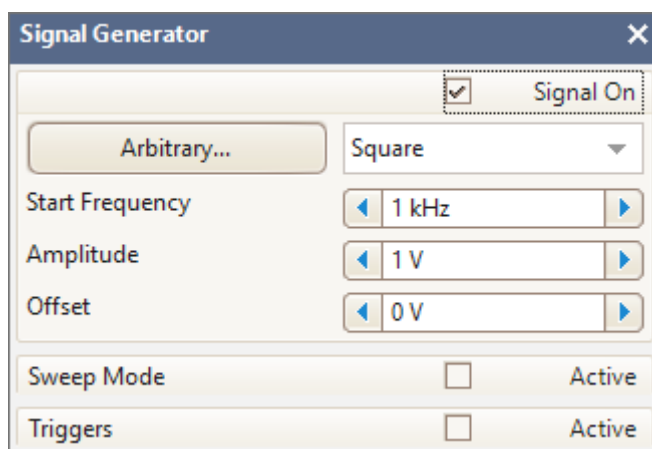 Signal Generator
Signal On
Arbitrary... Square
Start Frequency 1 kHz
Amplitude 1 V
Offset 0 V
Sweep Mode Active
Triggers Active